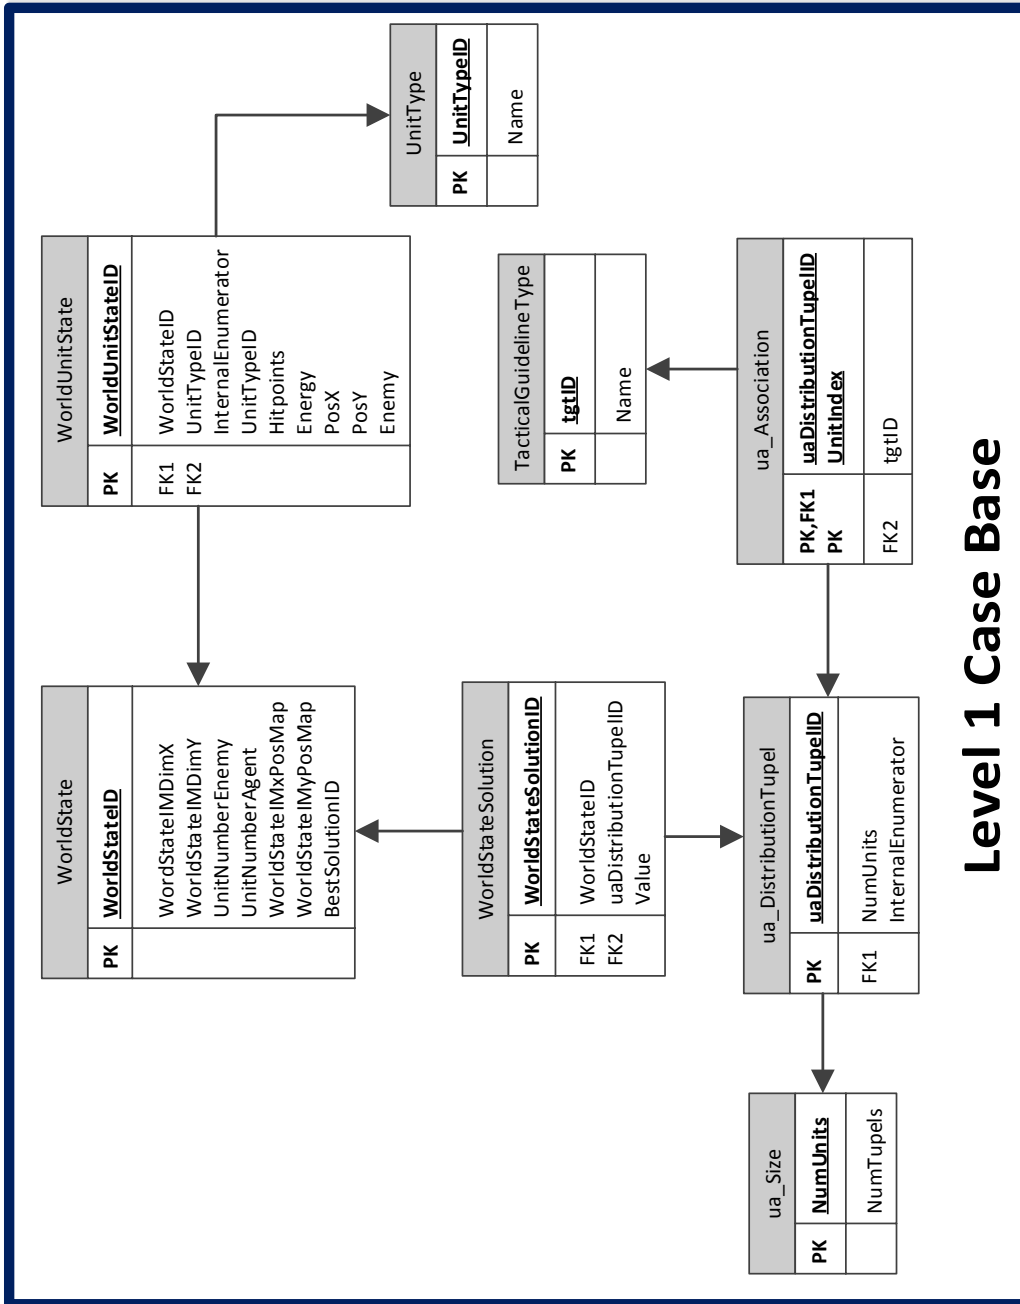 WorldState
PK WorldStateID
WordStateIMDimX
WorldStateIMDimY
UnitNumberEnemy
UnitNumberAgent
WorldStateIMxPosMap
WorldStateIMyPosMap
BestSolutionID
WorldUnitState
PK WorldUnitStateID
FK1 WorldStateID
FK2 UnitTypeID
InternalEnumerator
UnitTypeID
Hitpoints
Energy
PosX
PosY
Enemy
UnitType
PK UnitTypeID
Name
WorldStateSolution
PK WorldStateSolutionID
FK1 WorldStateID
FK2 uaDistributionTupelID
Value
TacticalGuidelineType
PK tgtID
Name
ua_Size
PK NumUnits
NumTupels
ua_DistributionTupel
PK uaDistributionTupelID
FK1 NumUnits
InternalEnumerator
ua_Association
PK,FK1 uaDistributionTupelID
PK UnitIndex
FK2 tgtID
Level 1 Case Base